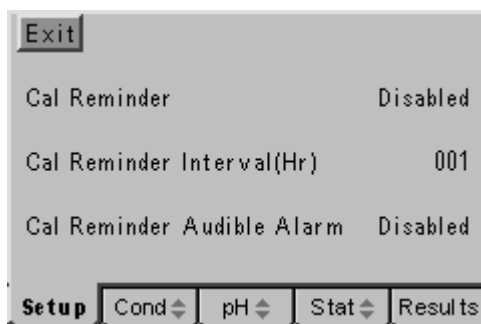 Exit
Cal Reminder Disabled
Cal Reminder Interval(Hr) 001
Cal Reminder Audible Alarm Disabled
Setup Cond pH Stat Results